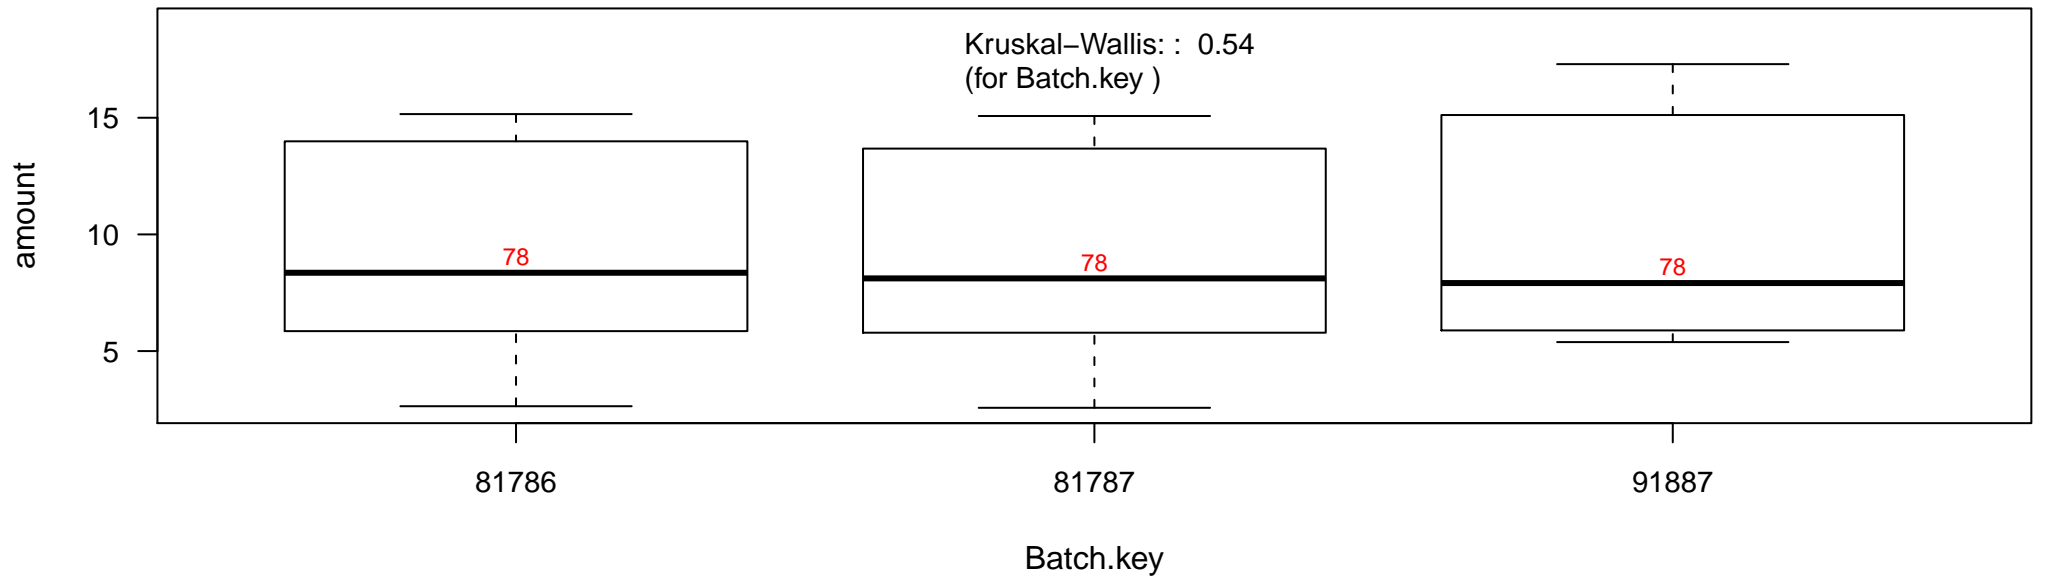 Kruskal−Wallis: :  0.54
(for Batch.key )
15
10
5
amount
78
78
78
81786
81787
91887
Batch.key